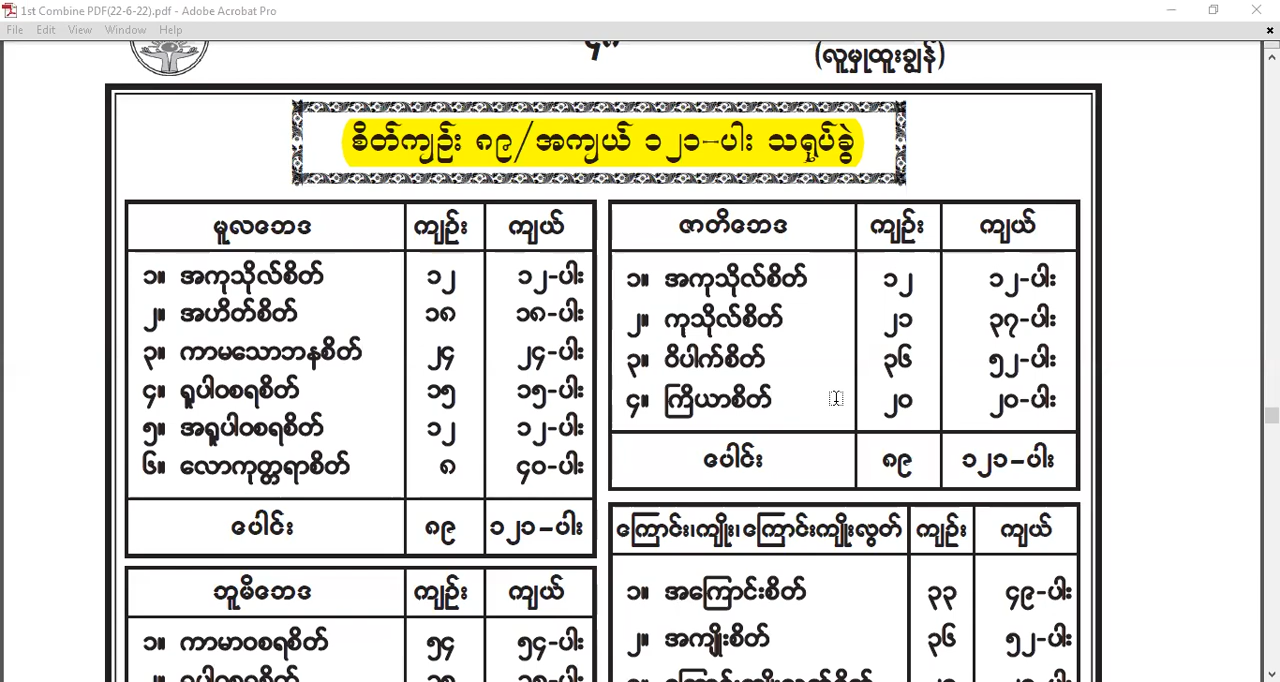 1st Combine PDF(22-6-22).pdf - Adobe Acrobat Pro
File Edit View Window Help
(လူမှုထူးချွန်)
စိတ်ကျဉ်း ၈၉/အကျယ် ၁၂၁-ပါး သရုပ်ခွဲ
မူလဘေဒ ကျဉ်း ကျယ်
၁။ အကုသိုလ်စိတ် ၁၂ ၁၂-ပါး
၂။ အဟိတ်စိတ် ၁၈ ၁၈-ပါး
၃။ ကာမသောဘနစိတ် ၂၄ ၂၄-ပါး
၄။ ရူပါဝစရစိတ် ၁၅ ၁၅-ပါး
၅။ အရူပါဝစရစိတ် ၁၂ ၁၂-ပါး
၆။ လောကုတ္တရာစိတ် ၈ ၄၀-ပါး
ပေါင်း ၈၉ ၁၂၁-ပါး
ဘူမိဘေဒ ကျဉ်း ကျယ်
၁။ ကာမာဝစရစိတ် ၅၄ ၅၄-ပါး
ဇာတိဘေဒ ကျဉ်း ကျယ်
၁။ အကုသိုလ်စိတ် ၁၂ ၁၂-ပါး
၂။ ကုသိုလ်စိတ် ၂၁ ၃၇-ပါး
၃။ ဝိပါက်စိတ် ၃၆ ၅၂-ပါး
၄။ ကြိယာစိတ် ၂၀ ၂၀-ပါး
ပေါင်း ၈၉ ၁၂၁-ပါး
ကြောင်း၊ကျိုး၊ကြောင်းကျိုးလွတ် ကျဉ်း ကျယ်
၁။ အကြောင်းစိတ် ၃၃ ၄၉-ပါး
၂။ အကျိုးစိတ် ၃၆ ၅၂-ပါး